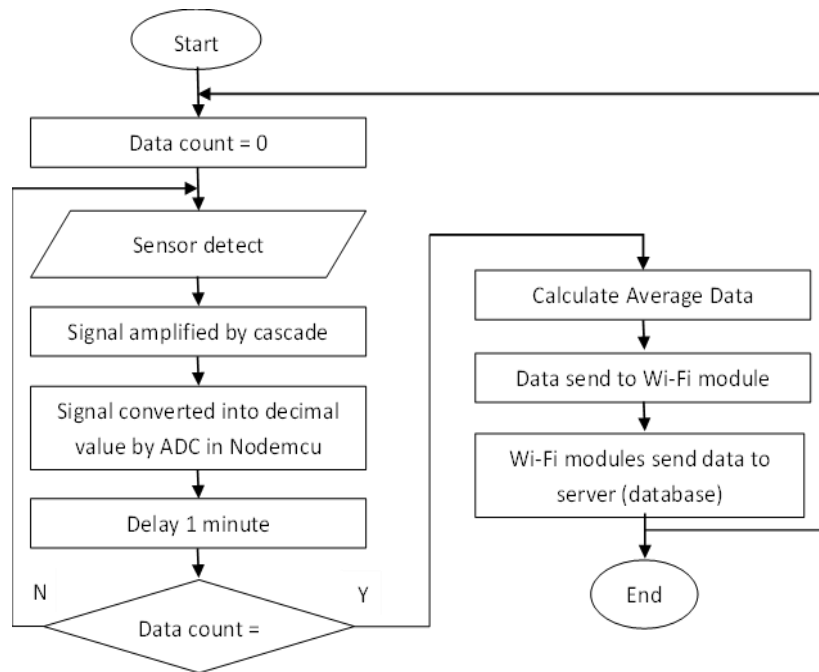 Start
Data count = 0
Sensor detect
Signal amplified by cascade
Signal converted into decimal
value by ADC in Nodemcu
Delay 1 minute
N
Y
Data count =
Calculate Average Data
Data send to Wi-Fi module
Wi-Fi modules send data to
server (database)
End